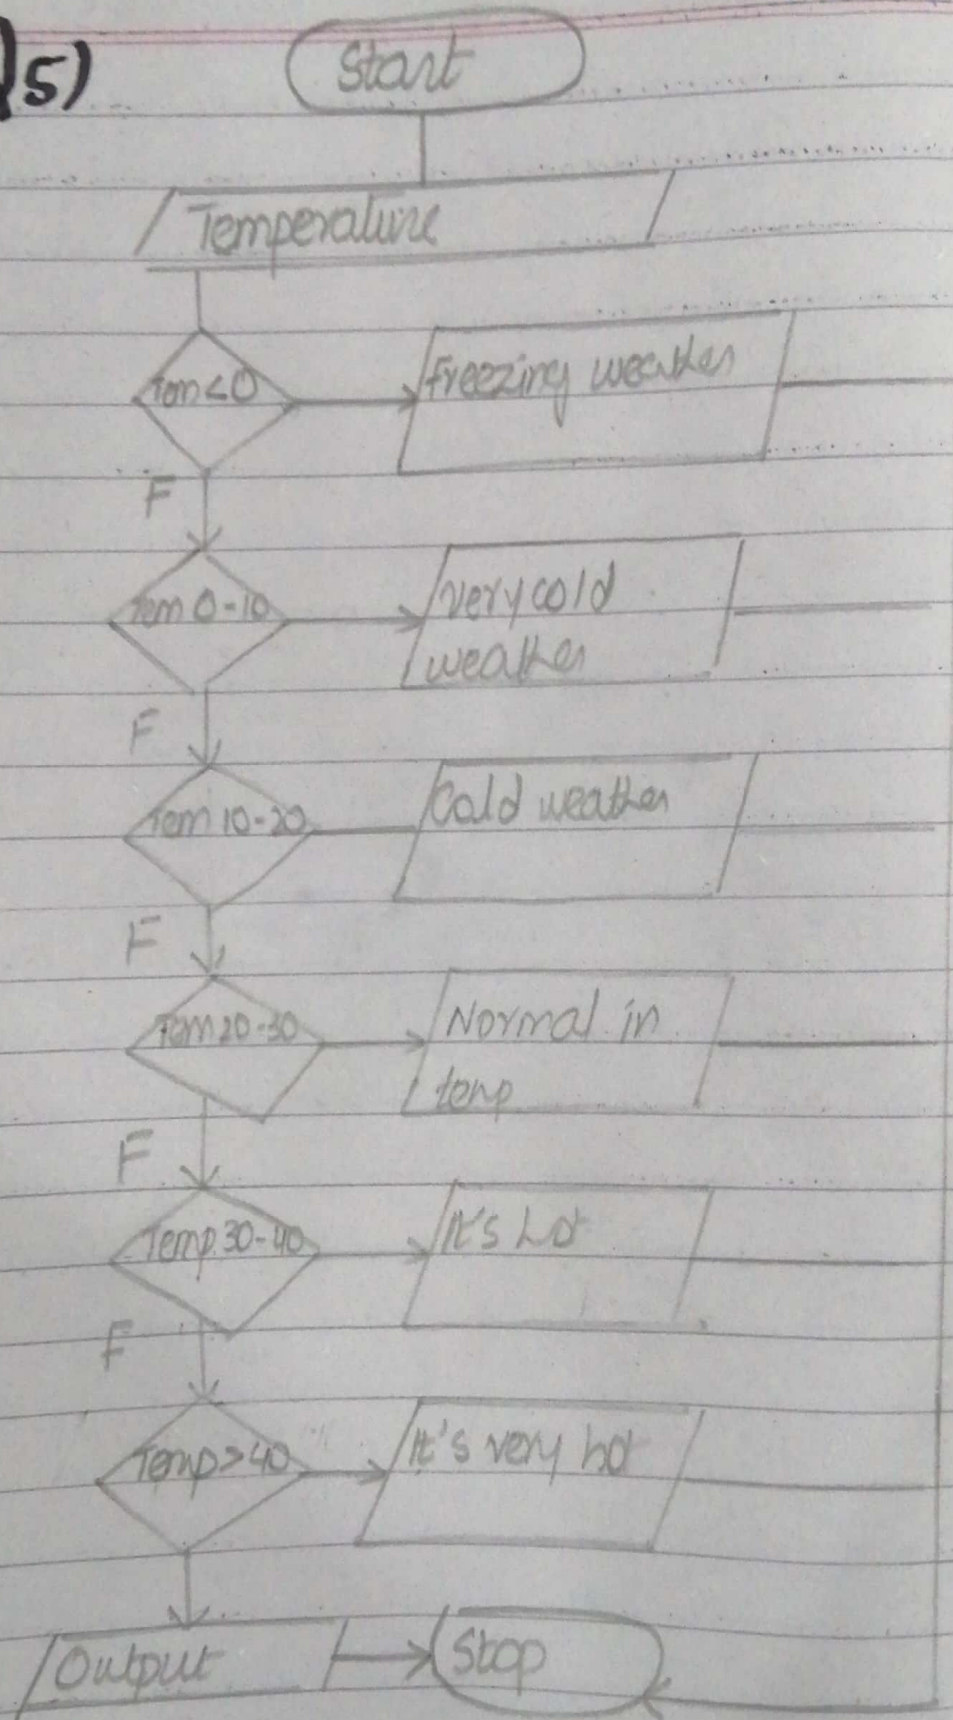 Q5)
Start
Temperature
Tem<0
Freezing weather
F
Tem 0-10
very cold
weather
F
Tem 10-20
Cold weather
F
Tem 20-30
Normal in
temp
F
Temp 30-40
It's hot
F
Temp>40
It's very hot
Output
Stop